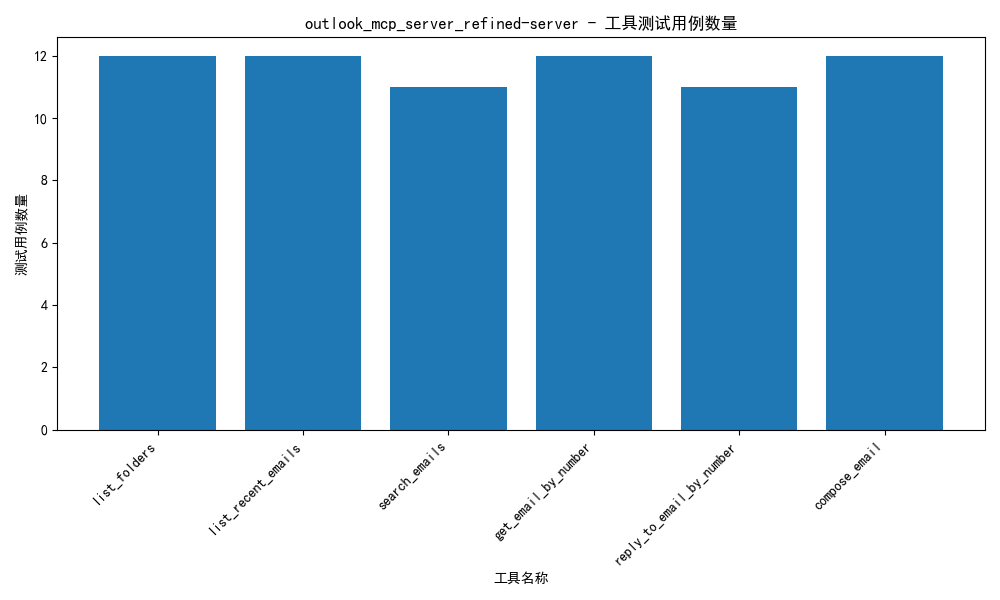 outlook_mcp_server_refined-server - 工具测试用例数量
测试用例数量
12
10
8
6
4
2
0
list_folders
list_recent_emails
search_emails
get_email_by_number
reply_to_email_by_number
compose_email
工具名称